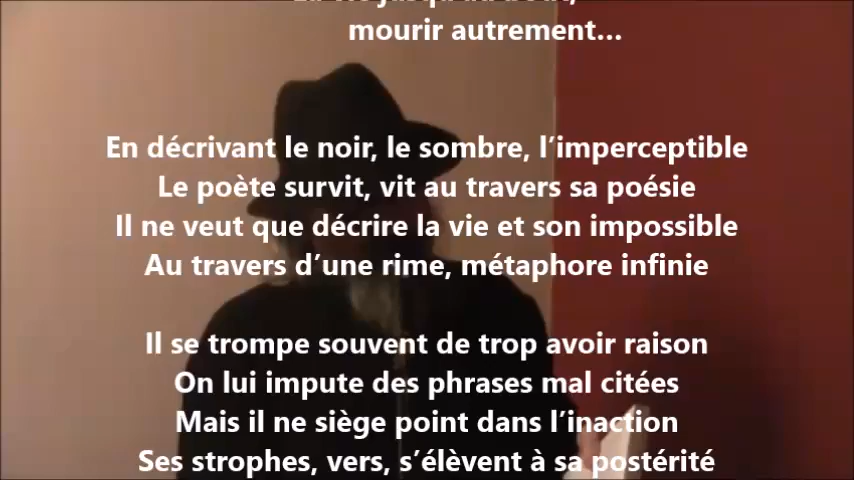 mourir autrement...
En décrivant le noir, le sombre, l’imperceptible
Le poète survit, vit au travers sa poésie
Il ne veut que décrire la vie et son impossible
Au travers d’une rime, métaphore infinie
Il se trompe souvent de trop avoir raison
On lui impute des phrases mal citées
Mais il ne siège point dans l’inaction
Ses strophes, vers, s’élèvent à sa postérité